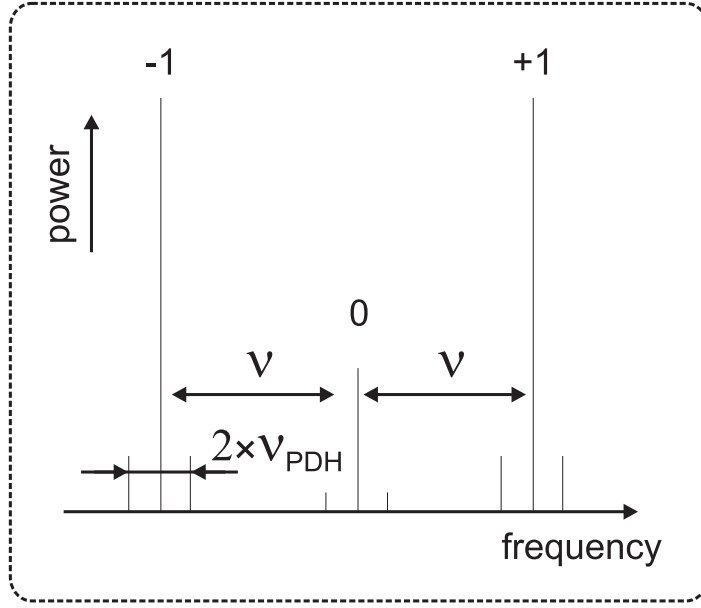 -1
+1
power
0
ν
ν
2×νPDH
frequency